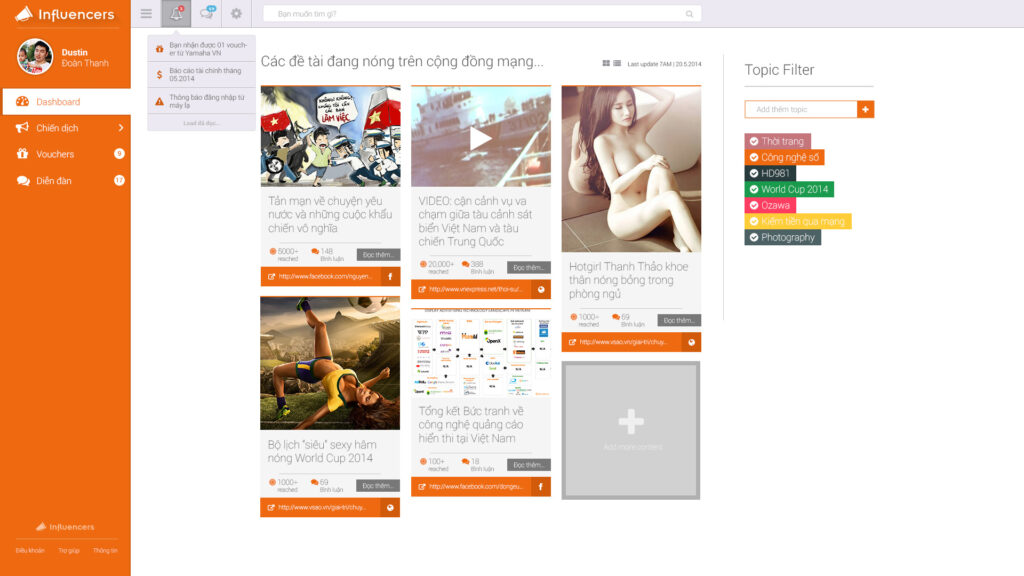 Influencers
Dustin
Đoàn Thanh
Dashboard
Chiến dịch
Vouchers
9
Diễn đàn
17
Influencers
Điều khoản
Trợ giúp
Thông tin
Bạn muốn tìm gì?
Bạn nhận được 01 vouch-
er từ Yamaha VN
Báo cáo tài chính tháng
05.2014
Thông báo đăng nhập từ
máy lạ
Load đã đọc...
Các đề tài đang nóng trên cộng đồng mạng...
Last update 7AM | 20.5.2014
KHÔNG! KHÔNG!
LÀM VIỆC
Tản mạn về chuyện yêu
nước và những cuộc khẩu
chiến vô nghĩa
5000+
reached
148
Bình luận
Đọc thêm...
http://www.facebook.com/nguyen...
VIDEO: cận cảnh vụ va
chạm giữa tàu cảnh sát
biển Việt Nam và tàu
chiến Trung Quốc
20,000+
reached
388
Bình luận
Đọc thêm...
http://www.vnexpress.net/thoi-su/...
Hotgirl Thanh Thảo khoe
thân nóng bỏng trong
phòng ngủ
1000+
reached
69
Bình luận
Đọc thêm...
http://www.vsao.vn/giai-tri/chuy...
Bộ lịch "siêu" sexy hâm
nóng World Cup 2014
1000+
reached
69
Bình luận
Đọc thêm...
http://www.vsao.vn/giai-tri/chuy...
DISPLAY ADVERTISING TECHNOLOGY LANDSCAPE IN VIETNAM
OpenX
N/A
Tổng kết Bức tranh về
công nghệ quảng cáo
hiển thị tại Việt Nam
100+
reached
18
Bình luận
Đọc thêm...
http://www.facebook.com/dongeu...
Add more content
Topic Filter
Add thêm topic
Thời trang
Công nghệ số
HD981
World Cup 2014
Ozawa
Kiếm tiền qua mạng
Photography